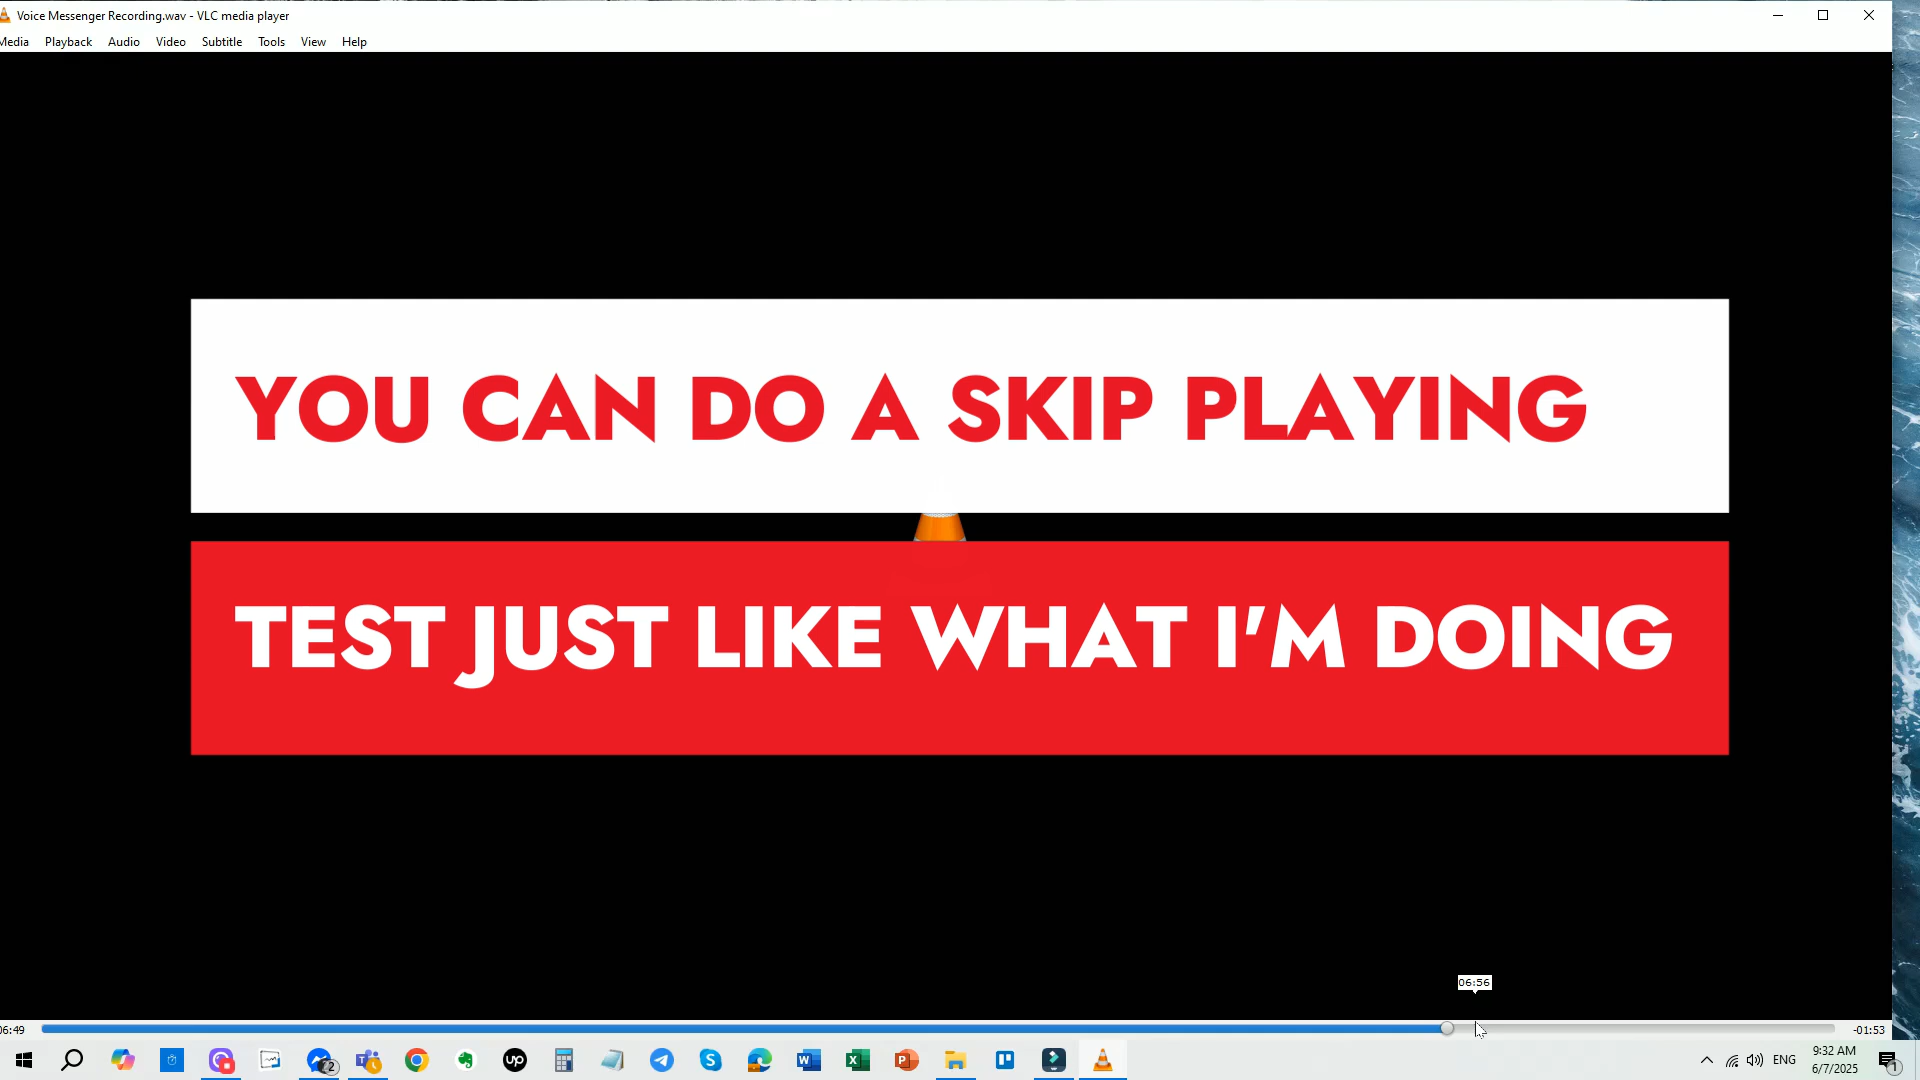 Voice Messenger Recording.wav - VLC media player
Media Playback Audio Video Subtitle Tools View Help
YOU CAN DO A SKIP PLAYING
TEST JUST LIKE WHAT I'M DOING
06:56
06:49
-01:53
up
ENG
9:32 AM
6/7/2025